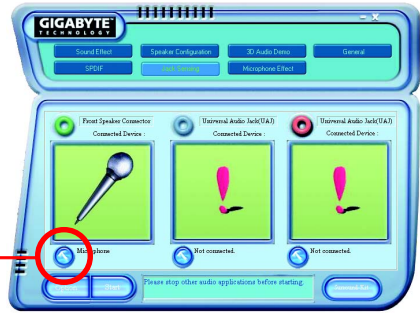 GIGABYTE
TECHNOLOGY
Sound Effect
Speaker Configuration
3D Audio Demo
General
SPDIF
Jack Sensing
Microphone Effect
Front Speaker Connector
Connected Device :
Universal Audio Jack(UAJ)
Connected Device :
Universal Audio Jack(UAJ)
Connected Device :
Microphone
Not connected.
Not connected.
Start
Please stop other audio applications before starting.